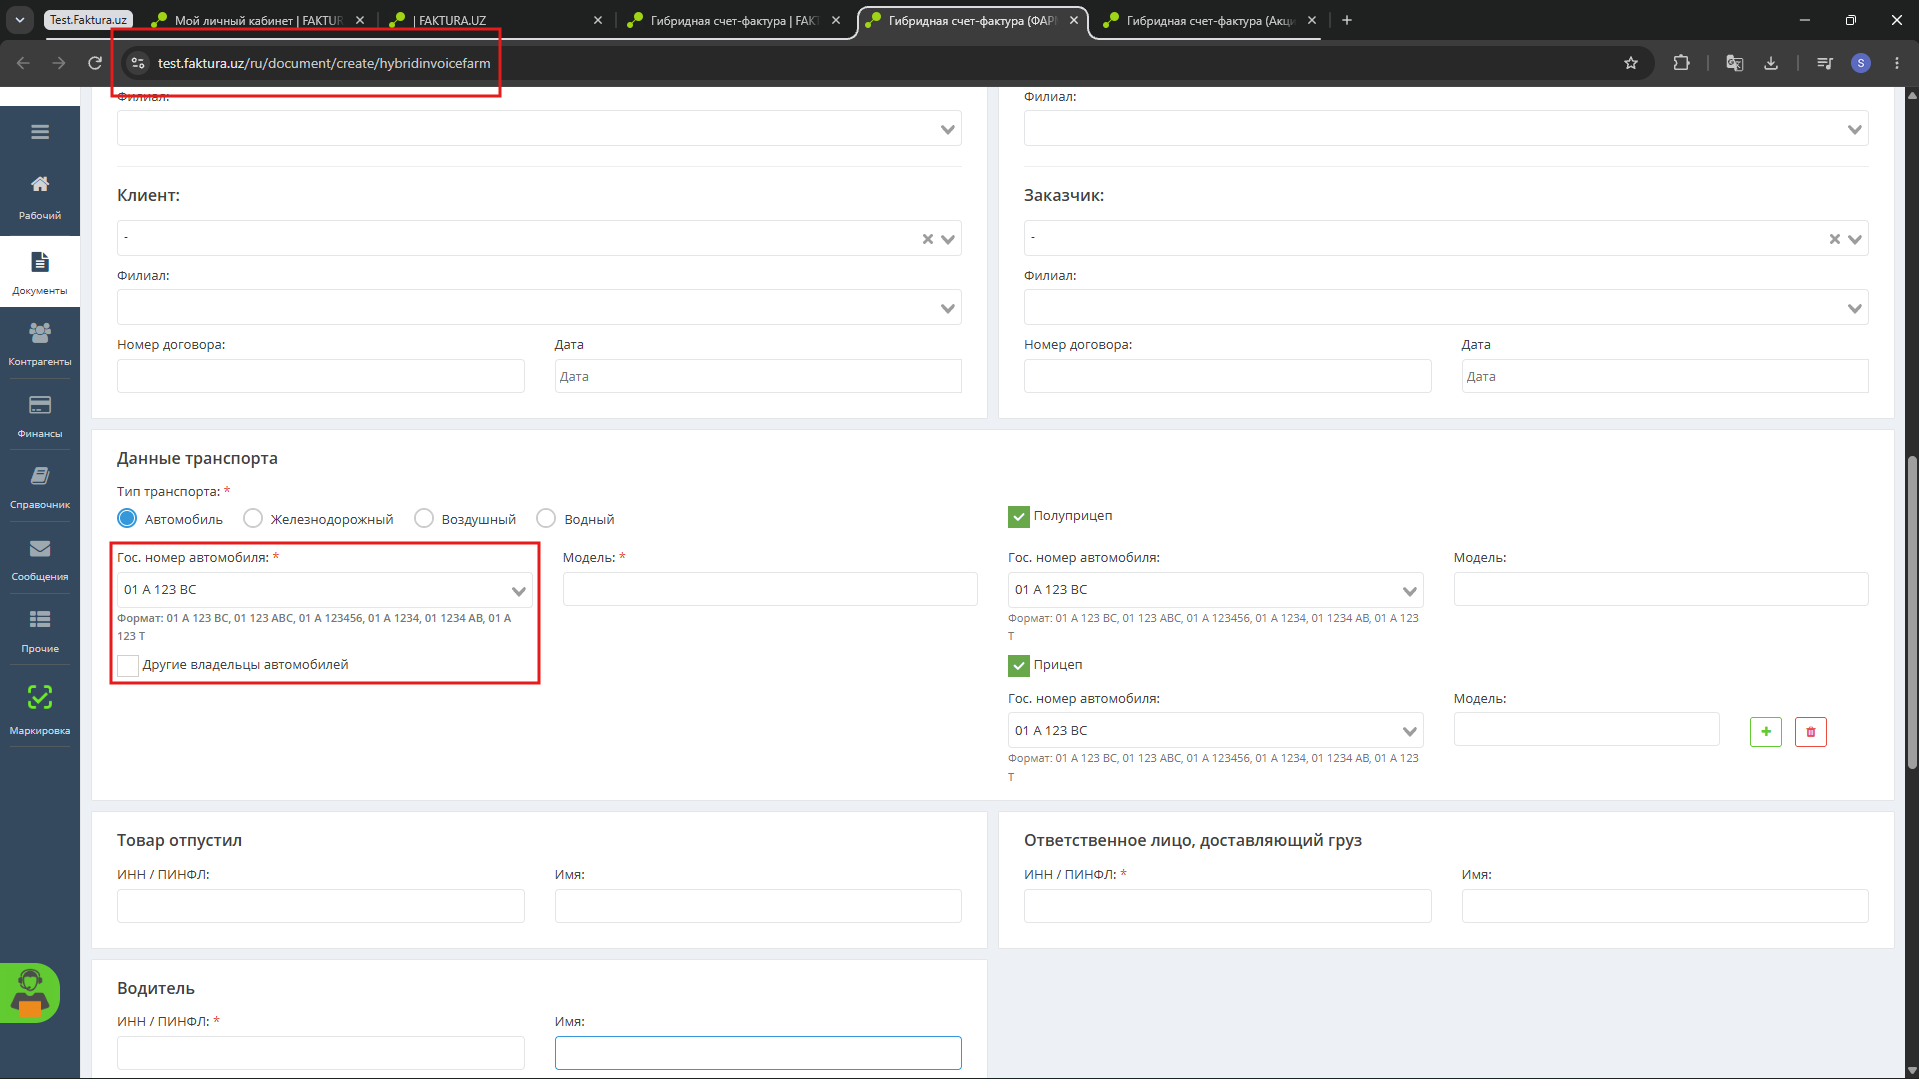 Test.Faktura.uz
Мой личный кабинет | FAKTUR
| FAKTURA.UZ
Гибридная счет-фактура | FAKT
Гибридная счет-фактура (ФАРМ
Гибридная счет-фактура (Акци
test.faktura.uz/ru/document/create/hybridinvoicefarm
S
Рабочий
Документы
Контрагенты
Финансы
Справочник
Сообщения
Прочие
Маркировка
Филиал:
Филиал:
Клиент:
Заказчик:
-
-
Филиал:
Филиал:
Номер договора:
Дата
Номер договора:
Дата
Дата
Дата
Данные транспорта
Тип транспорта: *
Автомобиль
Железнодорожный
Воздушный
Водный
Полуприцеп
Гос. номер автомобиля: *
Модель: *
Гос. номер автомобиля:
Модель:
01 A 123 BC
01 A 123 BC
Формат: 01 A 123 BC, 01 123 ABC, 01 A 123456, 01 A 1234, 01 1234 AB, 01 A
123 T
Формат: 01 A 123 BC, 01 123 ABC, 01 A 123456, 01 A 1234, 01 1234 AB, 01 A 123
T
Другие владельцы автомобилей
Прицеп
Гос. номер автомобиля:
Модель:
01 A 123 BC
Формат: 01 A 123 BC, 01 123 ABC, 01 A 123456, 01 A 1234, 01 1234 AB, 01 A 123
T
Товар отпустил
Ответственное лицо, доставляющий груз
ИНН / ПИНФЛ:
Имя:
ИНН / ПИНФЛ: *
Имя:
Водитель
ИНН / ПИНФЛ: *
Имя: